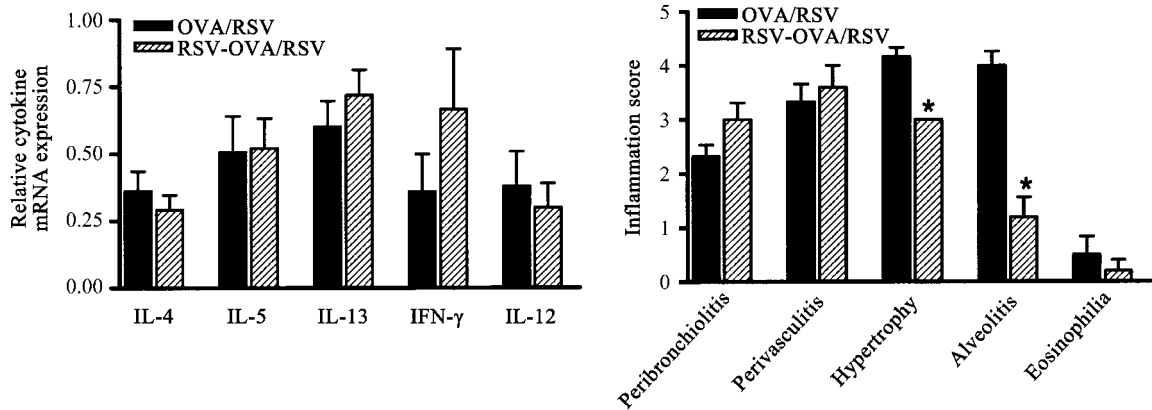 Relative cytokine
mRNA expression
1.00
0.75
0.50
0.25
0.00
OVA/RSV
RSV-OVA/RSV
IL-4
IL-5
IL-13
IFN-γ
IL-12
Inflammation score
5
4
3
2
1
0
OVA/RSV
RSV-OVA/RSV
*
*
Peribronchiolitis
Perivasculitis
Hypertrophy
Alveolitis
Eosinophilia